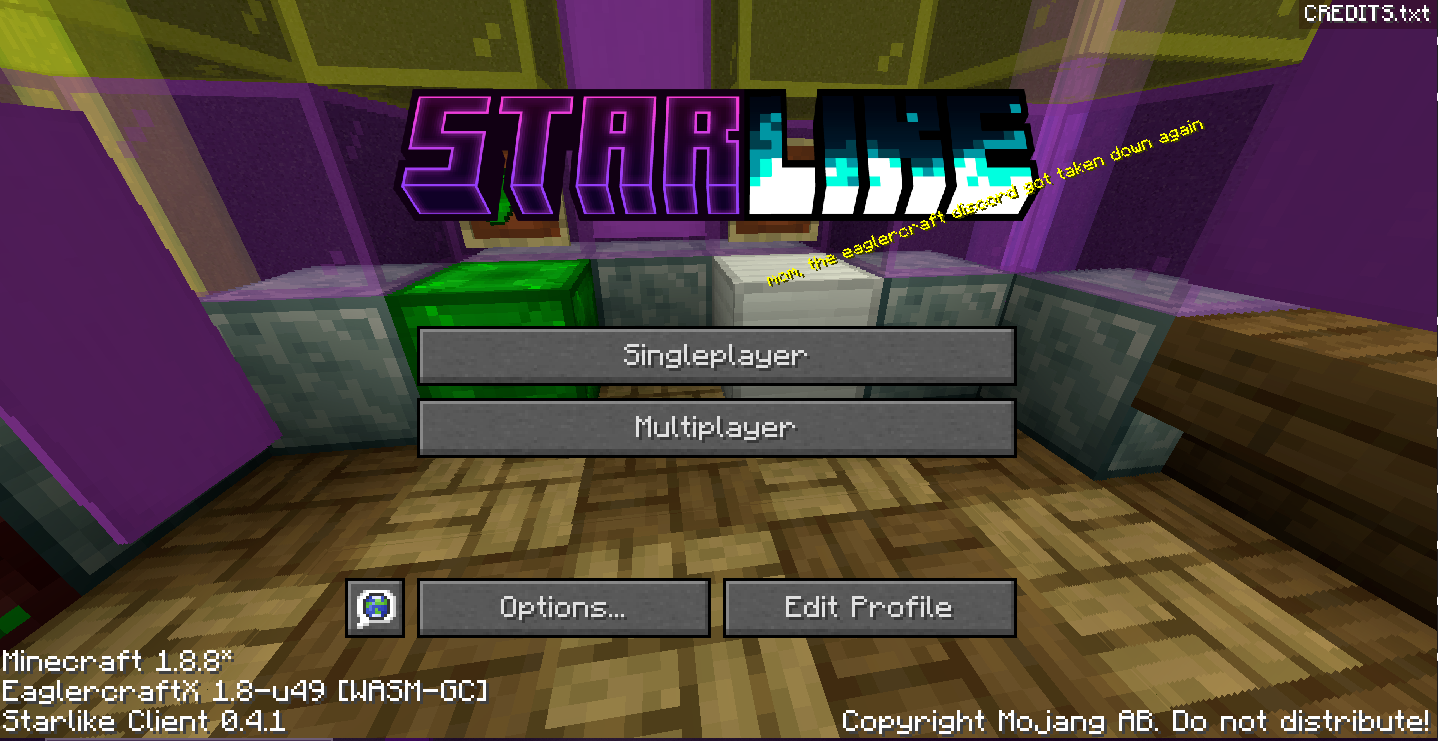 CREDITS.txt
STARLIKE
mom, the eaglercraft discord got taken down again
Singleplayer
Multiplayer
Options...
Edit Profile
Minecraft 1.8.8*
EaglercraftX 1.8-u49 [WASM-GC]
Starlike Client 0.4.1
Copyright Mojang AB. Do not distribute!